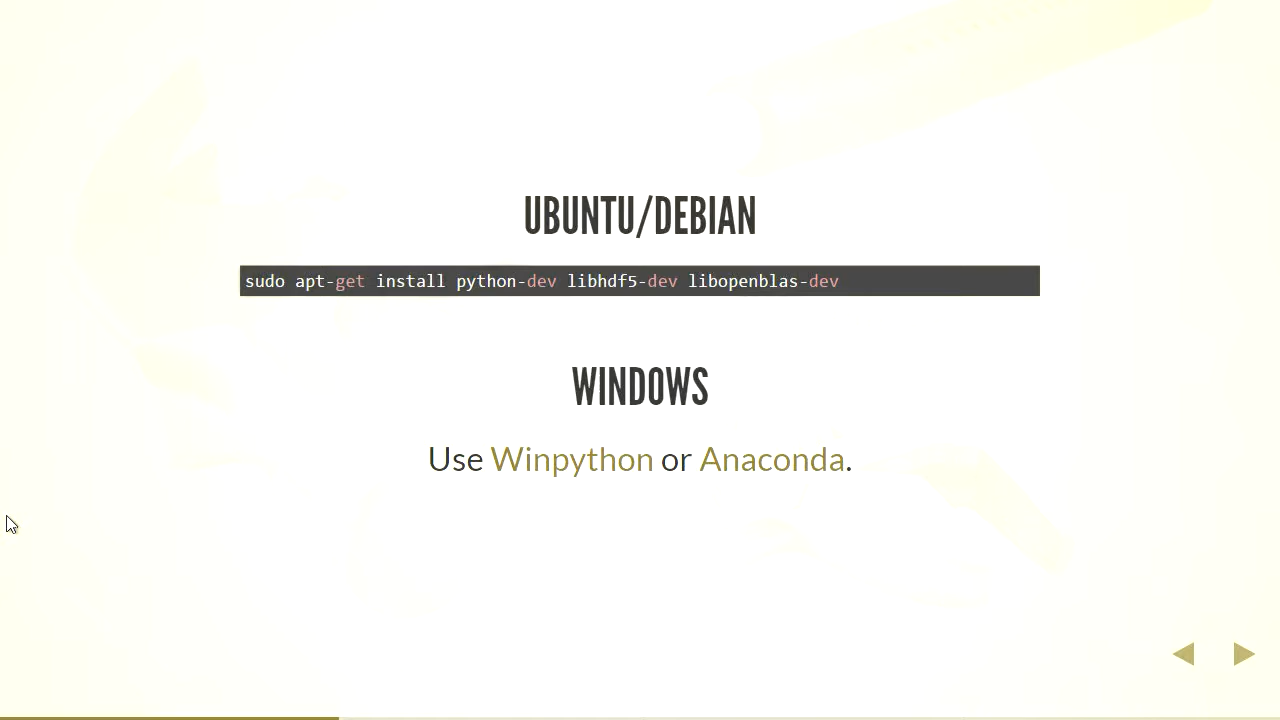 UBUNTU/DEBIAN
sudo apt-get install python-dev libhdf5-dev libopenblas-dev
WINDOWS
Use Winpython or Anaconda.